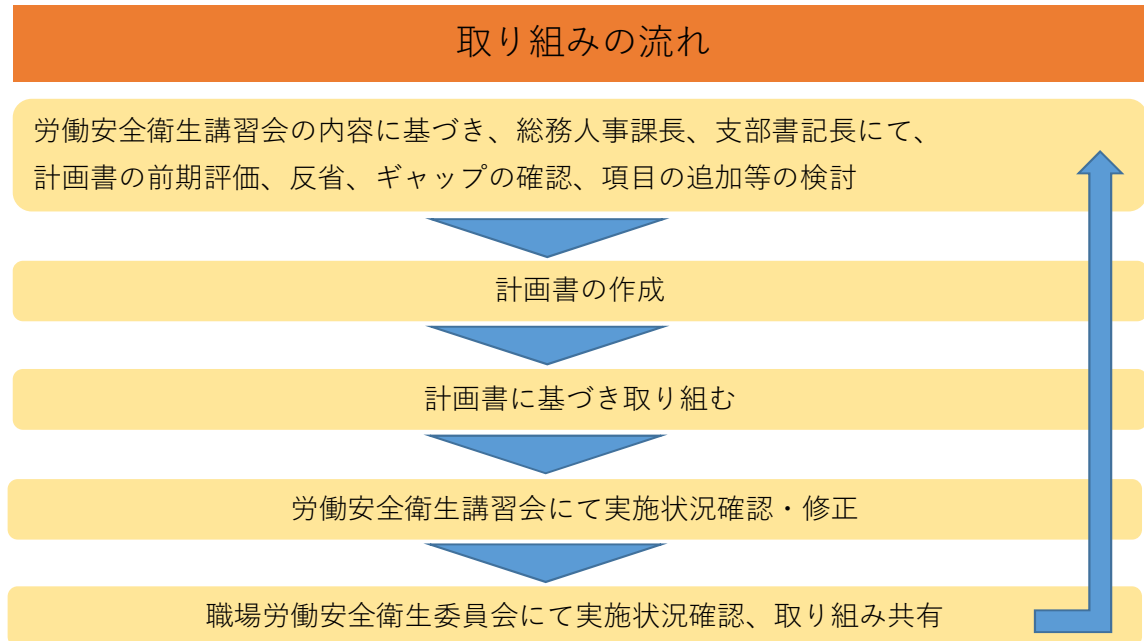 取り組みの流れ
労働安全衛生講習会の内容に基づき、総務人事課長、支部書記長にて、
計画書の前期評価、反省、ギャップの確認、項目の追加等の検討
計画書の作成
計画書に基づき取り組む
労働安全衛生講習会にて実施状況確認・修正
職場労働安全衛生委員会にて実施状況確認、取り組み共有